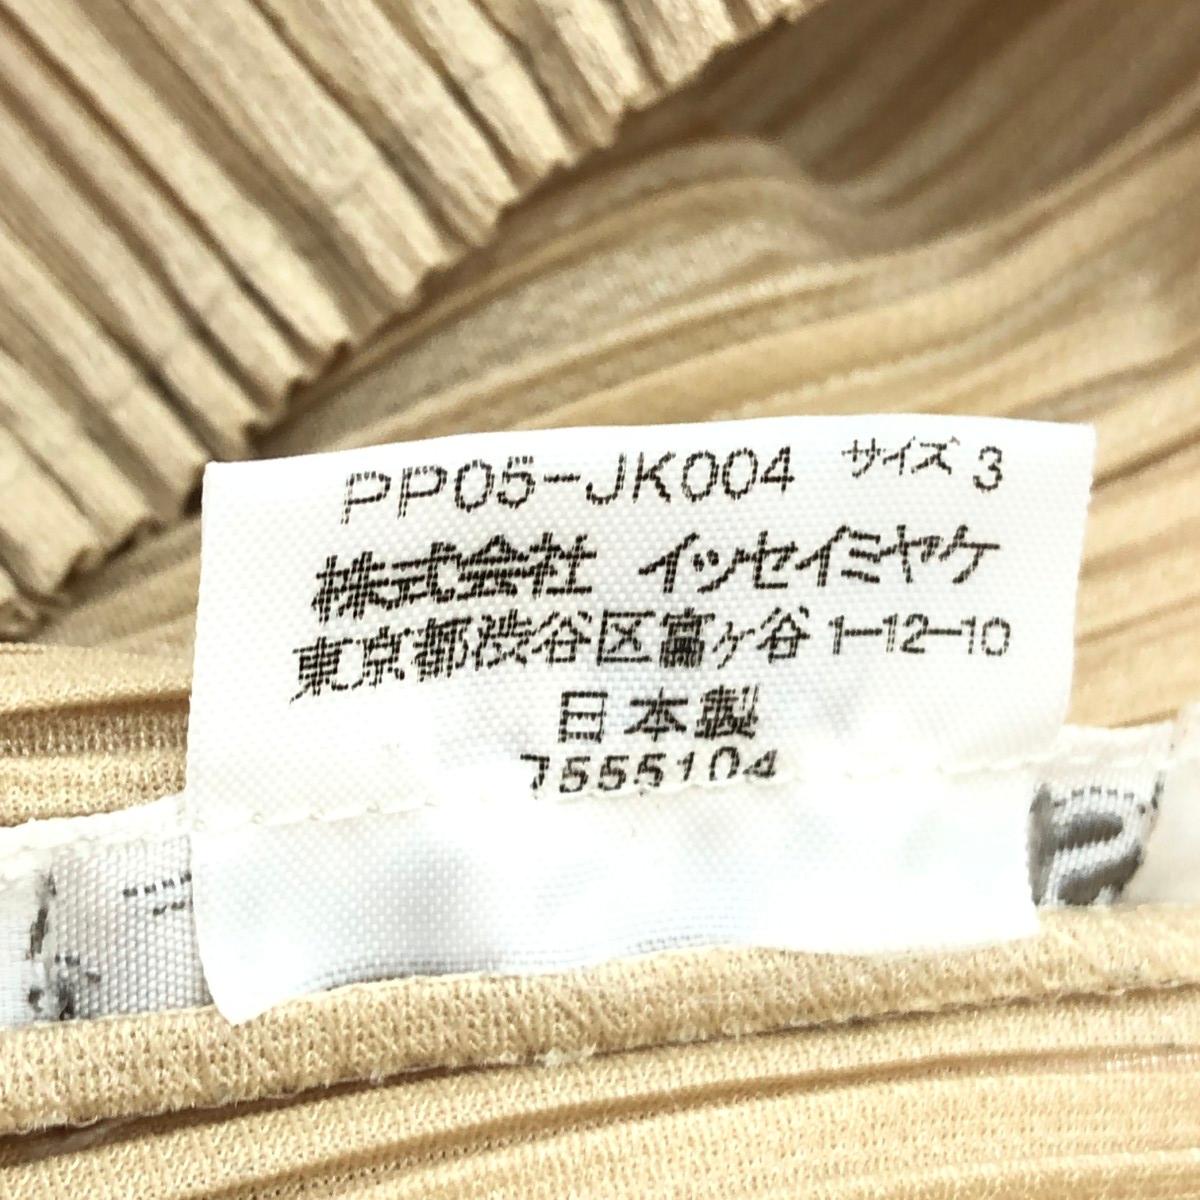 PP05-JK004 サイズ 3
株式会社 イッセイミヤケ
東京都渋谷区富ヶ谷 1-12-10
日本製
7555104